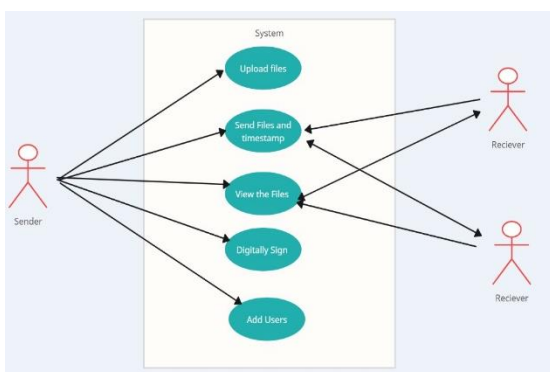 System
Upload files
Send Files and
timestamp
View the Files
Digitally Sign
Add Users
Sender
Reciever
Reciever